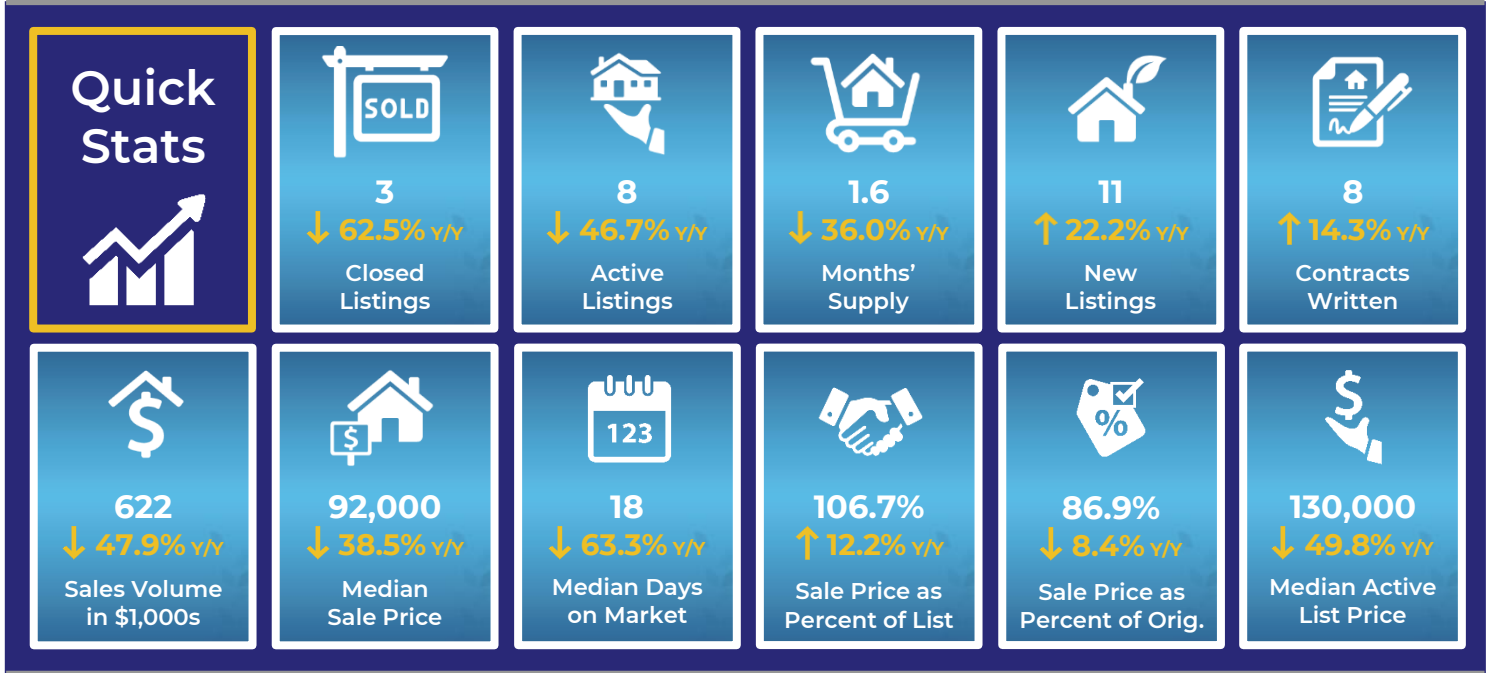 Quick
Stats
SOLD
3
↓ 62.5% Y/Y
Closed
Listings
8
↓ 46.7% Y/Y
Active
Listings
1.6
↓ 36.0% Y/Y
Months’
Supply
11
↑ 22.2% Y/Y
New
Listings
8
↑ 14.3% Y/Y
Contracts
Written
$
622
↓ 47.9% Y/Y
Sales Volume
in $1,000s
$
92,000
↓ 38.5% Y/Y
Median
Sale Price
123
18
↓ 63.3% Y/Y
Median Days
on Market
106.7%
↑ 12.2% Y/Y
Sale Price as
Percent of List
%
86.9%
↓ 8.4% Y/Y
Sale Price as
Percent of Orig.
$
130,000
↓ 49.8% Y/Y
Median Active
List Price